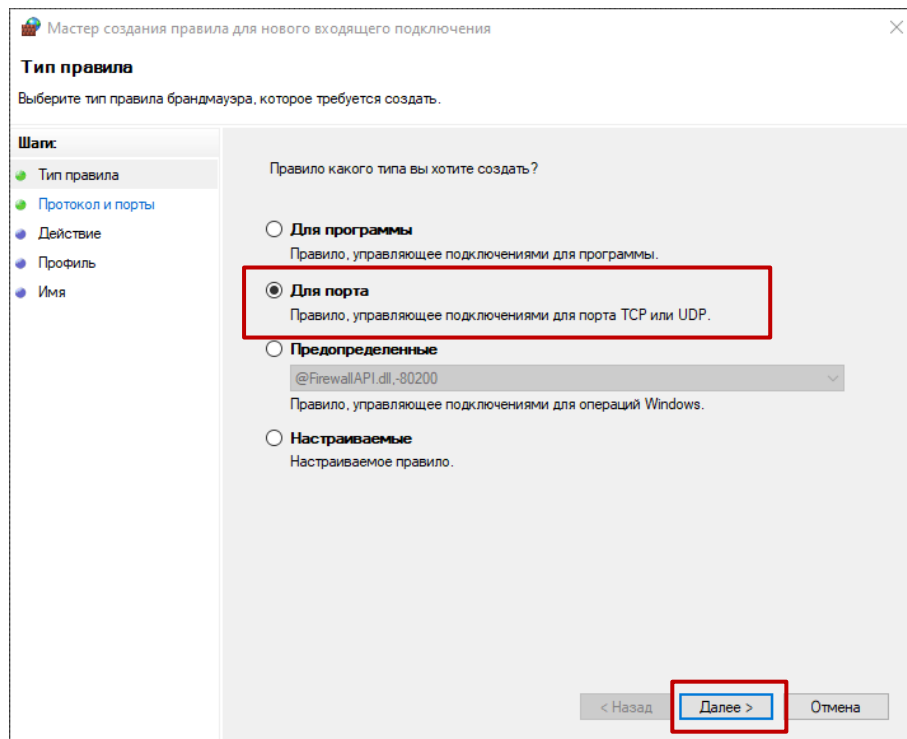 Мастер создания правила для нового входящего подключения
Тип правила
Выберите тип правила брандмауэра, которое требуется создать.
Шаги:
Тип правила
Протокол и порты
Действие
Профиль
Имя
Правило какого типа вы хотите создать?
Для программы
Правило, управляющее подключениями для программы.
Для порта
Правило, управляющее подключениями для порта TCP или UDP.
Предопределенные
@FirewallAPI.dll,-80200
Правило, управляющее подключениями для операций Windows.
Настраиваемые
Настраиваемое правило.
< Назад
Далее >
Отмена